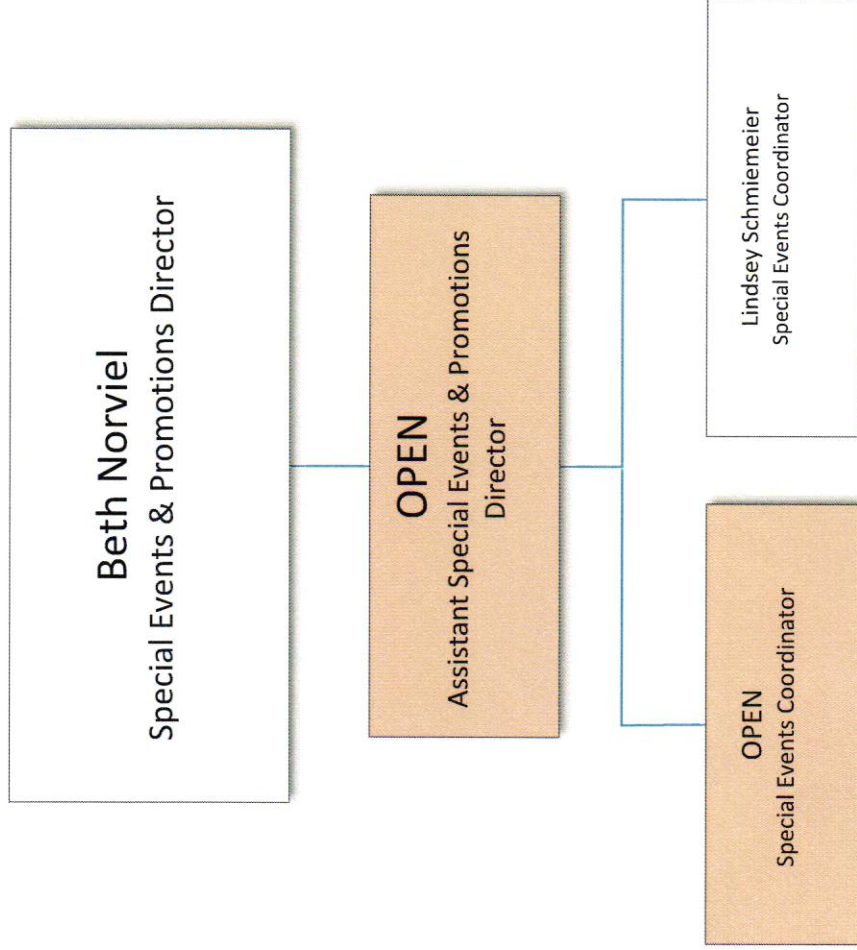 Beth Norviel
Special Events & Promotions Director
OPEN
Assistant Special Events & Promotions
Director
OPEN
Special Events Coordinator
Lindsey Schmiemeier
Special Events Coordinator